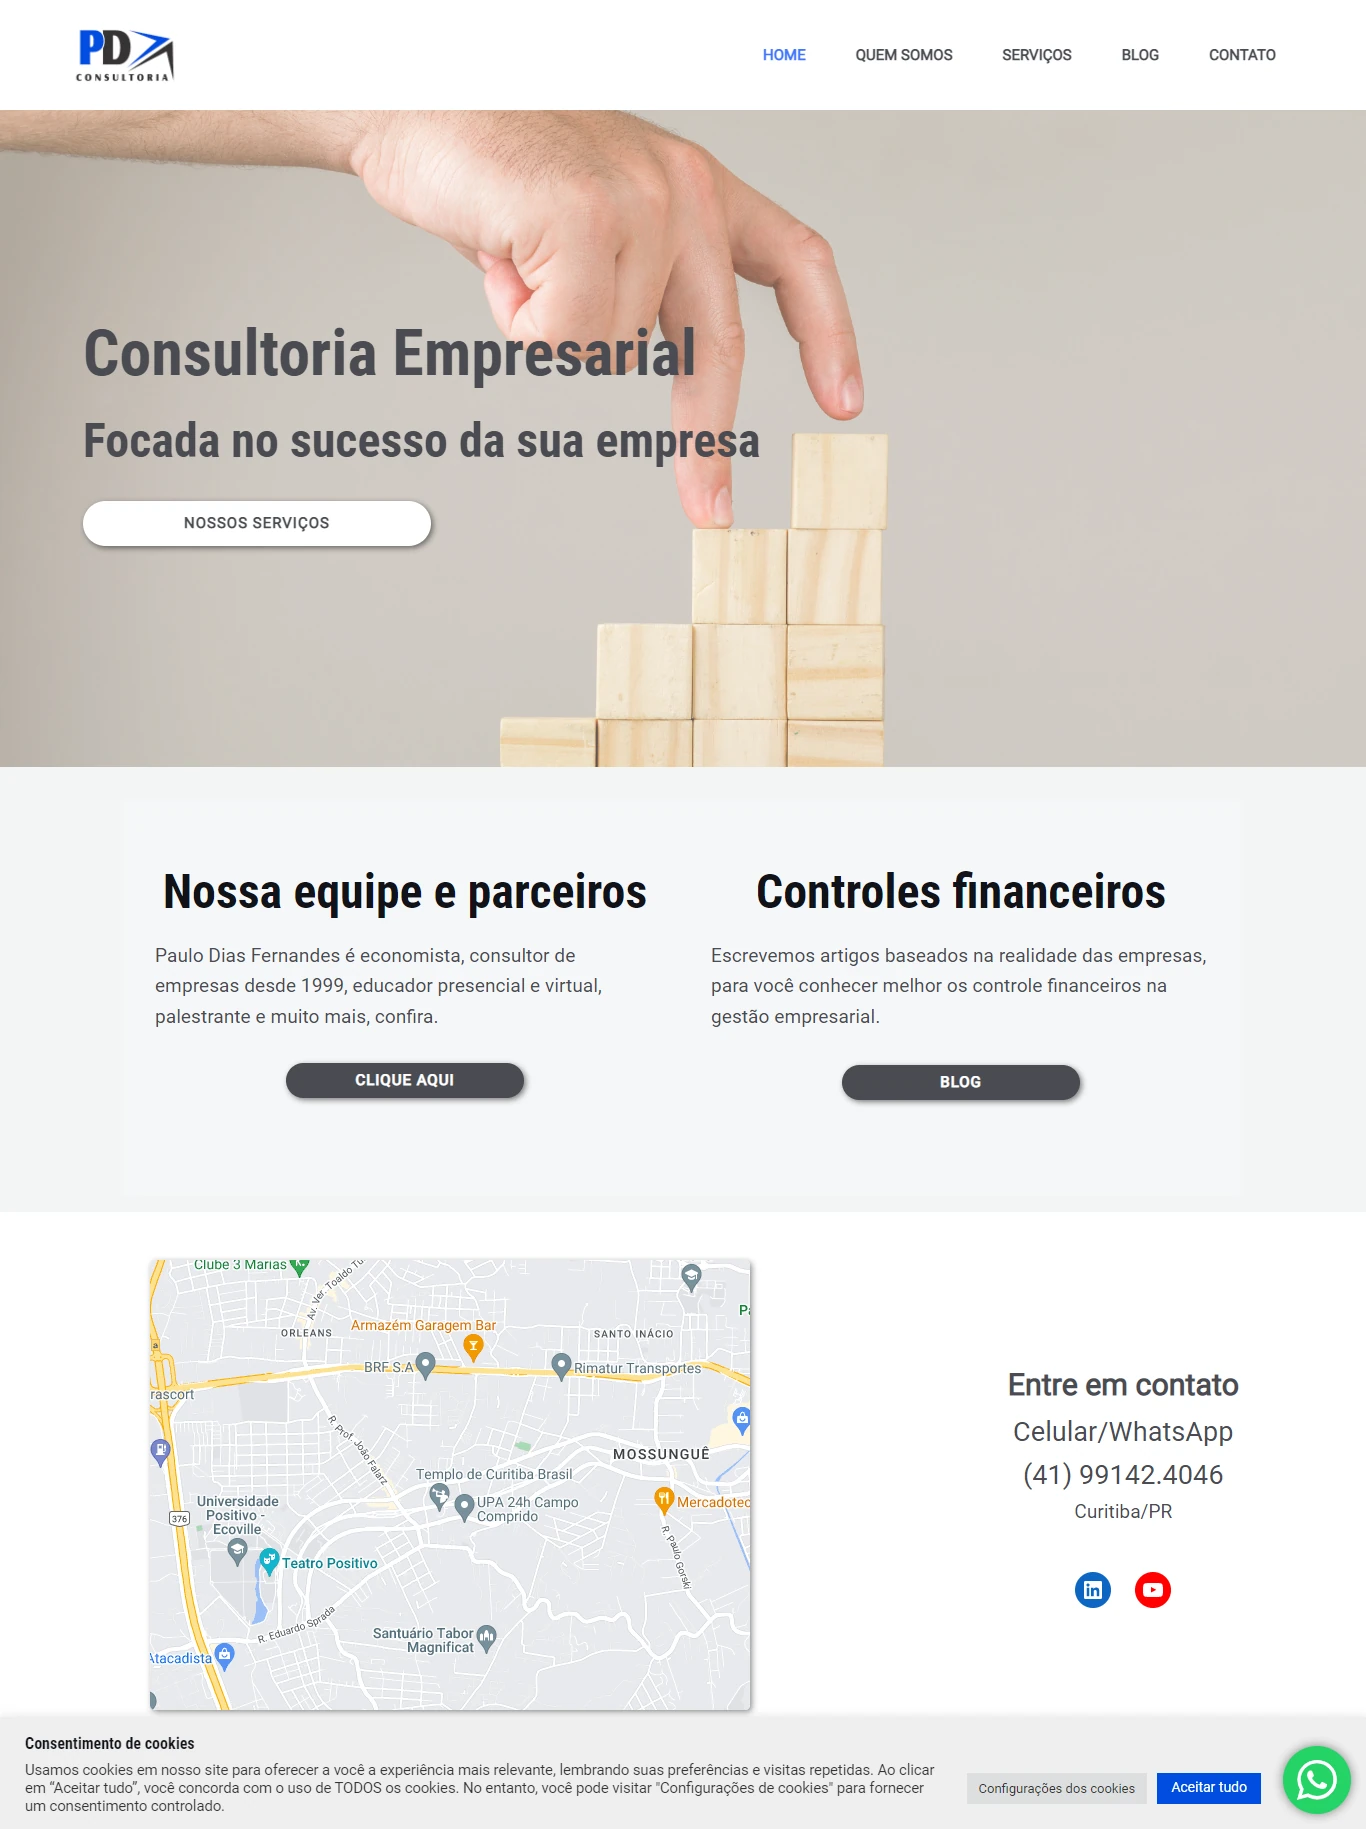 PD
CONSULTORIA
HOME
QUEM SOMOS
SERVIÇOS
BLOG
CONTATO
Consultoria Empresarial
Focada no sucesso da sua empresa
NOSSOS SERVIÇOS
Nossa equipe e parceiros
Paulo Dias Fernandes é economista, consultor de
empresas desde 1999, educador presencial e virtual,
palestrante e muito mais, confira.
CLIQUE AQUI
Controles financeiros
Escrevemos artigos baseados na realidade das empresas,
para você conhecer melhor os controle financeiros na
gestão empresarial.
BLOG
Clube 3 Marias
Av. Ver. Toaldo Tu
ORLEANS
Armazém Garagem Bar
SANTO INÁCIO
BRF S.A
Rimatur Transportes
rascort
R. Prof. João Falarz
MOSSUNGUÊ
Templo de Curitiba Brasil
UPA 24h Campo
Comprido
Mercadotec
Universidade
Positivo -
Ecoville
376
Teatro Positivo
R. Paulo Gorski
R. Eduardo Sprada
Santuário Tabor
Magnificat
Atacadista
Entre em contato
Celular/WhatsApp
(41) 99142.4046
Curitiba/PR
Consentimento de cookies
Usamos cookies em nosso site para oferecer a você a experiência mais relevante, lembrando suas preferências e visitas repetidas. Ao clicar
em “Aceitar tudo”, você concorda com o uso de TODOS os cookies. No entanto, você pode visitar "Configurações de cookies" para fornecer
um consentimento controlado.
Configurações dos cookies
Aceitar tudo